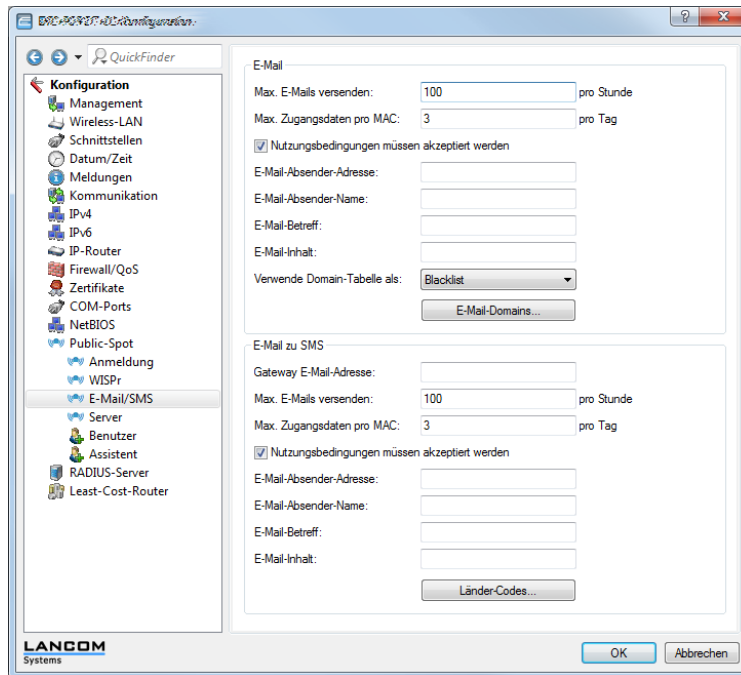 QuickFinder
Konfiguration
Management
Wireless-LAN
Schnittstellen
Datum/Zeit
Meldungen
Kommunikation
IPv4
IPv6
IP-Router
Firewall/QoS
Zertifikate
COM-Ports
NetBIOS
Public-Spot
Anmeldung
WISPr
E-Mail/SMS
Server
Benutzer
Assistent
RADIUS-Server
Least-Cost-Router
E-Mail
Max. E-Mails versenden: 100 pro Stunde
Max. Zugangsdaten pro MAC: 3 pro Tag
Nutzungsbedingungen müssen akzeptiert werden
E-Mail-Absender-Adresse:
E-Mail-Absender-Name:
E-Mail-Betreff:
E-Mail-Inhalt:
Verwende Domain-Tabelle als: Blacklist
E-Mail-Domains...
E-Mail zu SMS
Gateway E-Mail-Adresse:
Max. E-Mails versenden: 100 pro Stunde
Max. Zugangsdaten pro MAC: 3 pro Tag
Nutzungsbedingungen müssen akzeptiert werden
E-Mail-Absender-Adresse:
E-Mail-Absender-Name:
E-Mail-Betreff:
E-Mail-Inhalt:
Länder-Codes...
LANCOM
Systems
OK Abbrechen